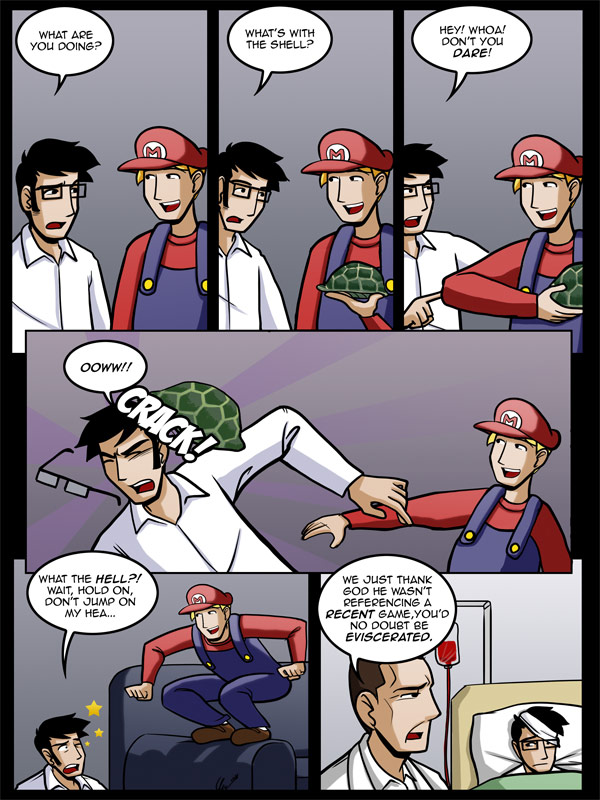 WHAT ARE
YOU DOING?
WHAT'S WITH
THE SHELL?
HEY! WHOA!
DON'T YOU
DARE!
M
M
M
OOWW!!
CRACK!
M
WHAT THE HELL?!
WAIT, HOLD ON,
DON'T JUMP ON
MY HEA...
M
WE JUST THANK
GOD HE WASN'T
REFERENCING A
RECENT GAME,YOU'D
NO DOUBT BE
EVISCERATED.